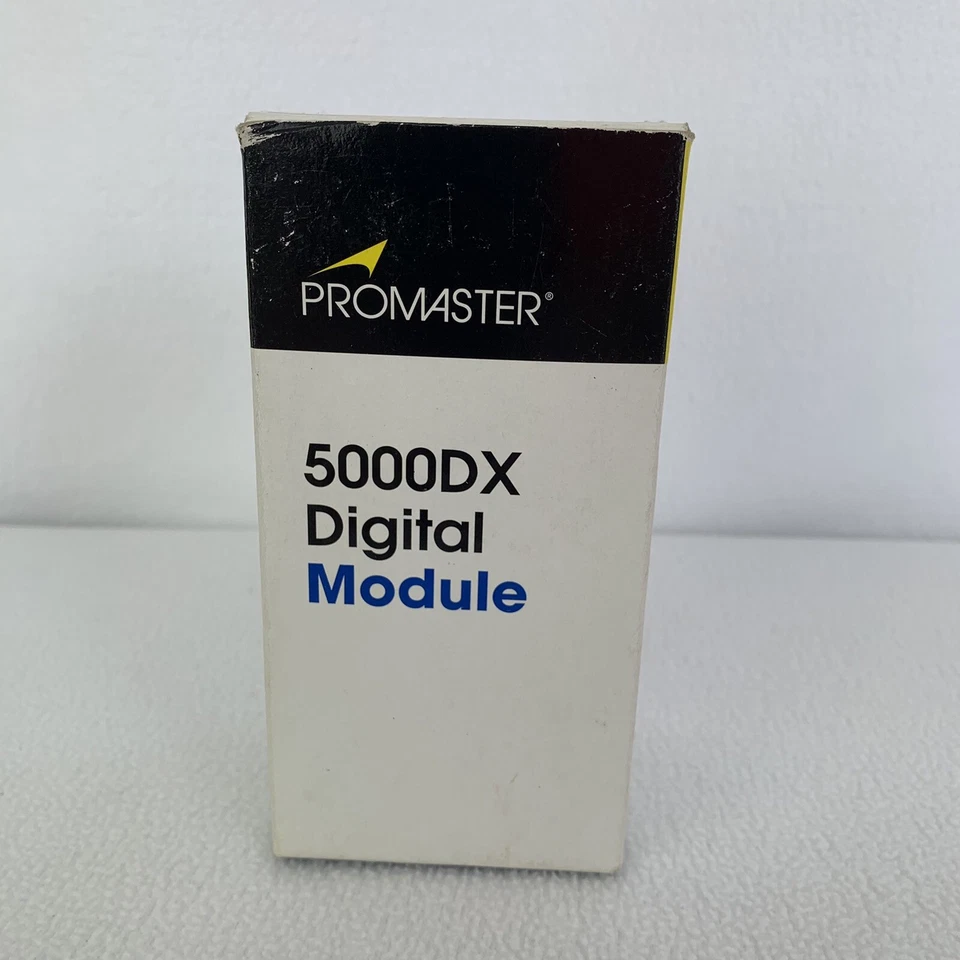 PROMASTER®
5000DX
Digital
Module